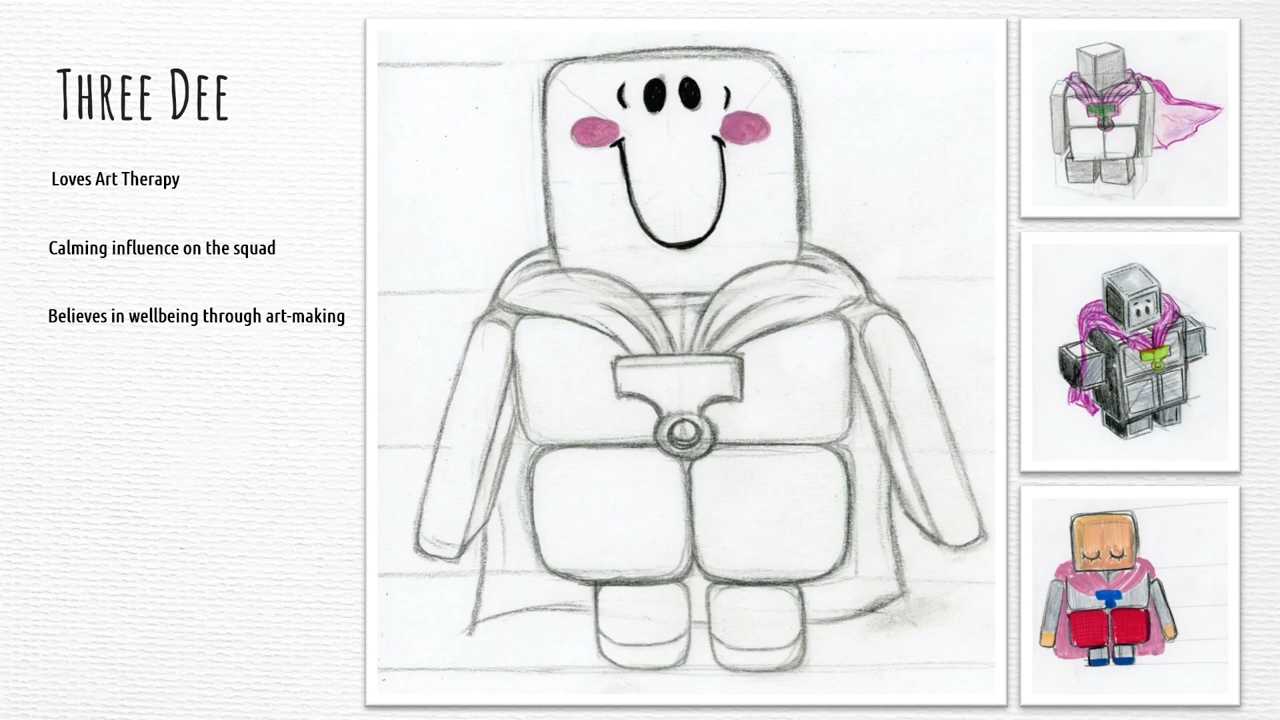 Three Dee
Loves Art Therapy
Calming influence on the squad
Believes in wellbeing through art-making